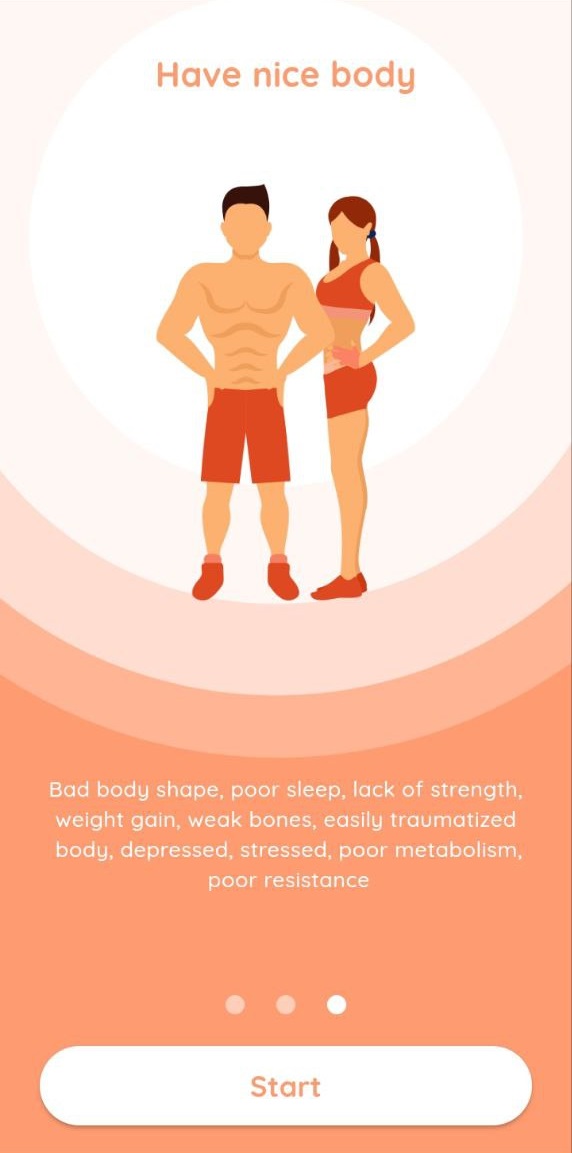 Have nice body
Bad body shape, poor sleep, lack of strength,
weight gain, weak bones, easily traumatized
body, depressed, stressed, poor metabolism,
poor resistance
Start